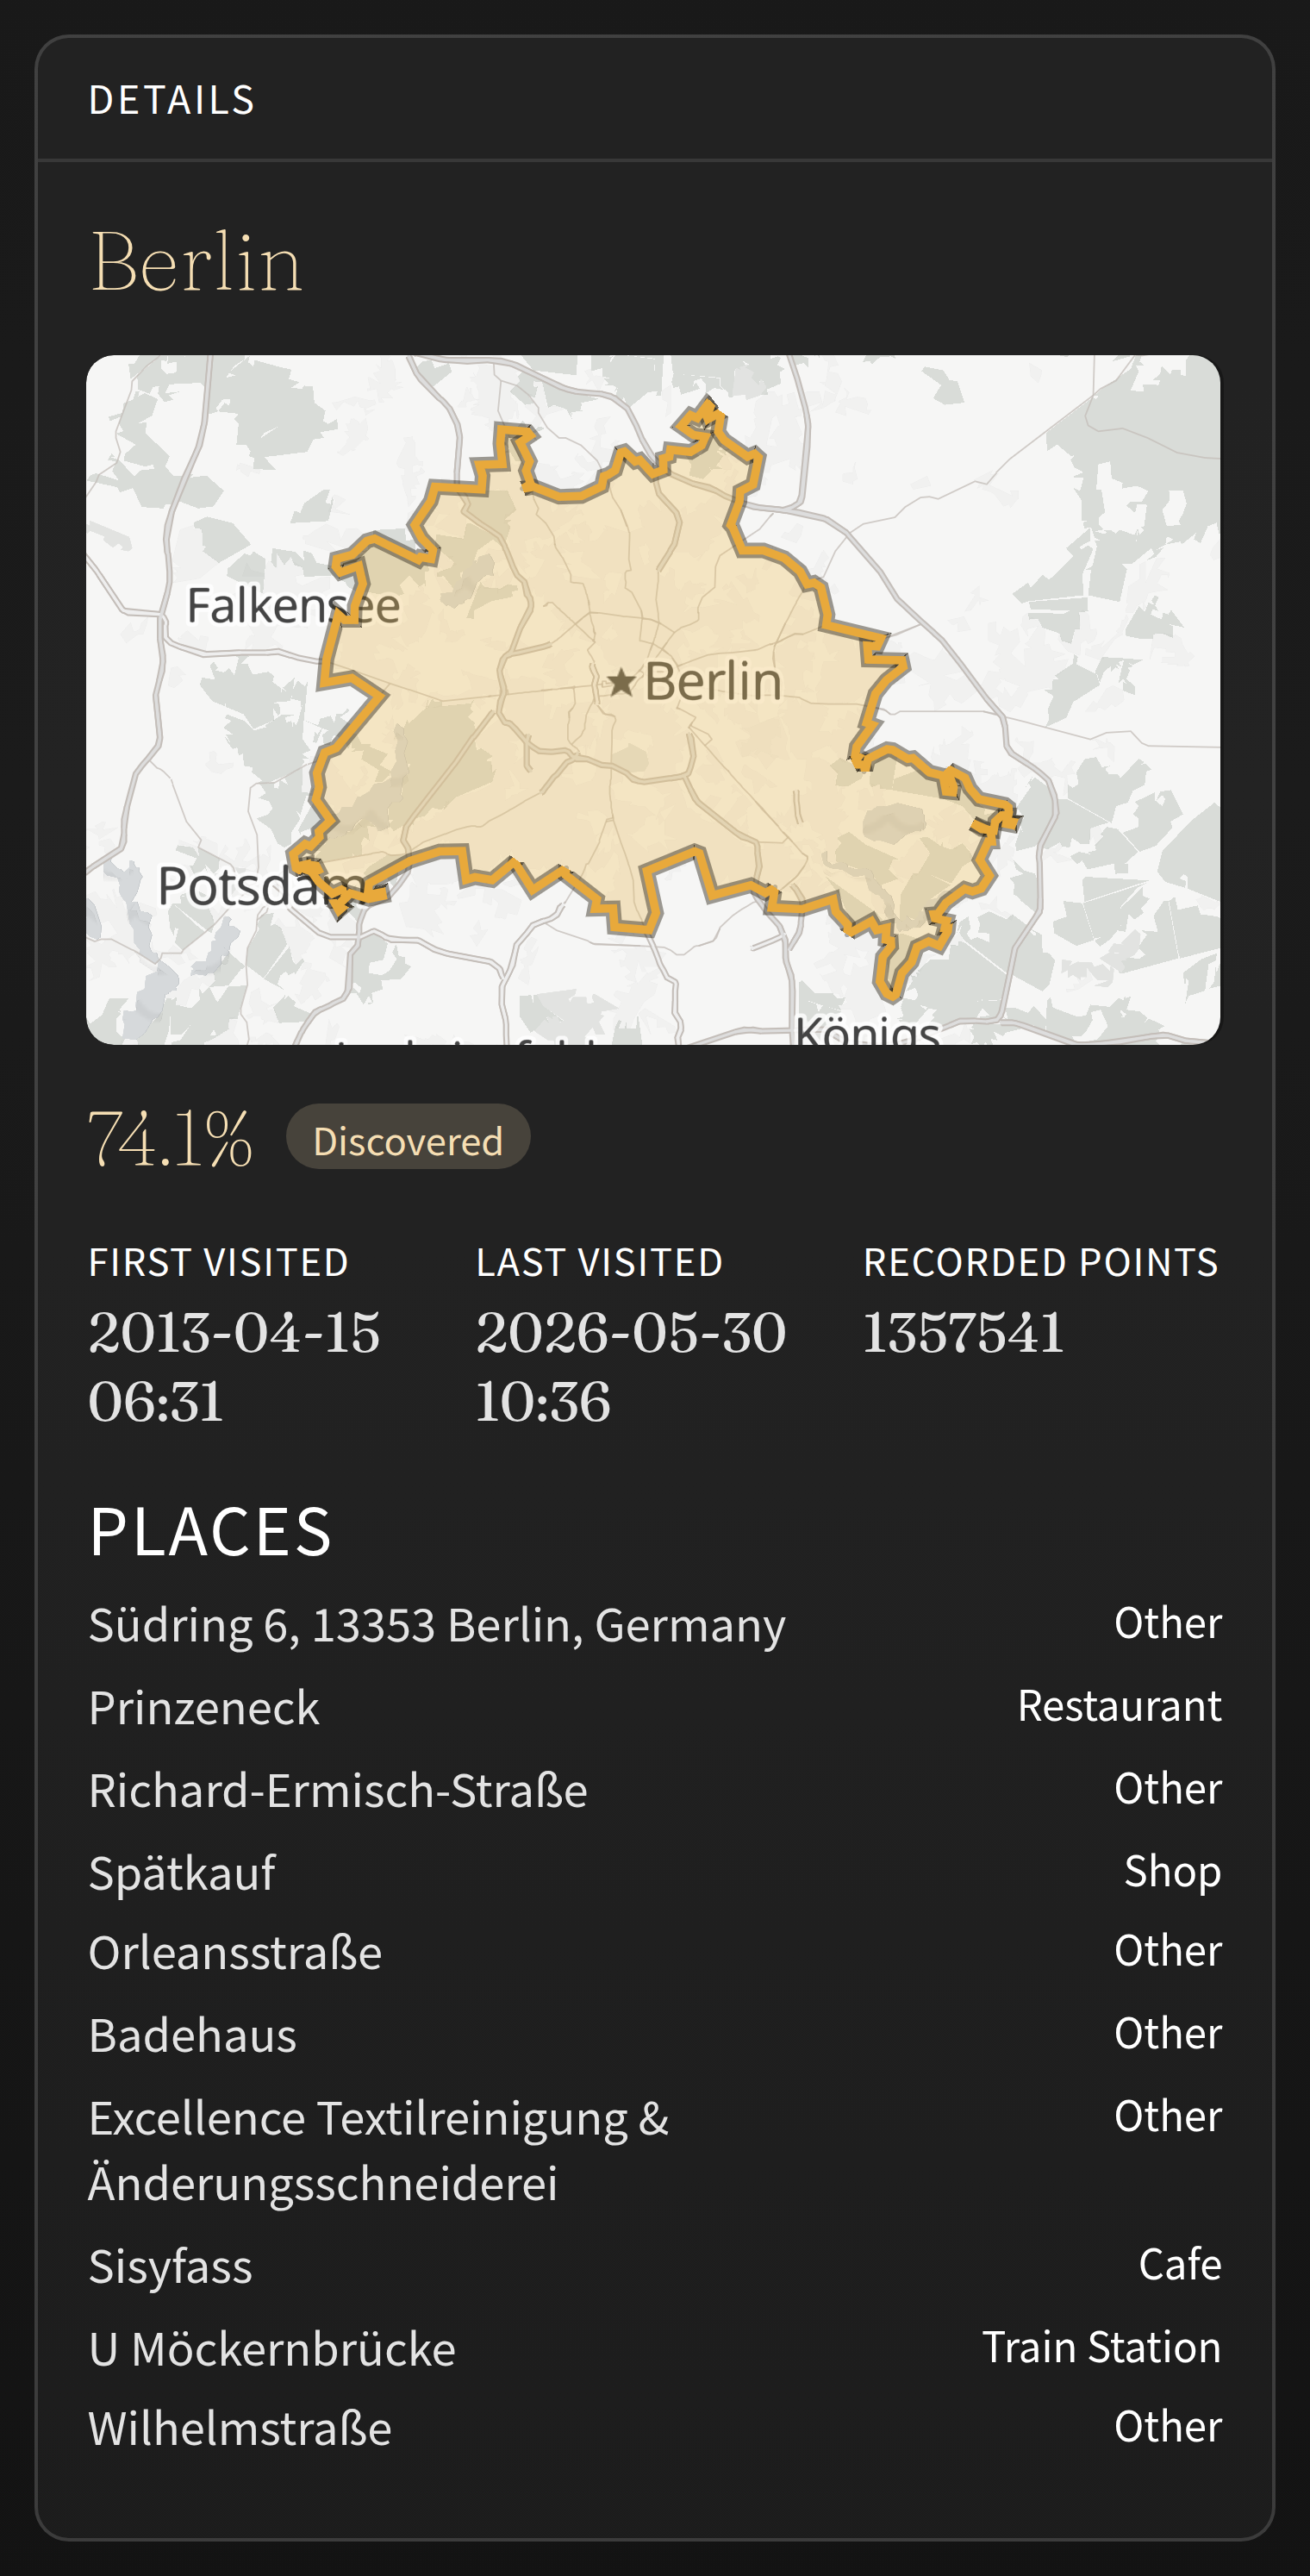 DETAILS
Berlin
Falkensee
Berlin
Potsdam
Königs
74.1% Discovered
FIRST VISITED LAST VISITED RECORDED POINTS
2013-04-15 2026-05-30 1357541
06:31 10:36
PLACES
Südring 6, 13353 Berlin, Germany Other
Prinzeneck Restaurant
Richard-Ermisch-Straße Other
Spätkauf Shop
Orleansstraße Other
Badehaus Other
Excellence Textilreinigung & Other
Änderungsschneiderei
Sisyfass Cafe
U Möckernbrücke Train Station
Wilhelmstraße Other